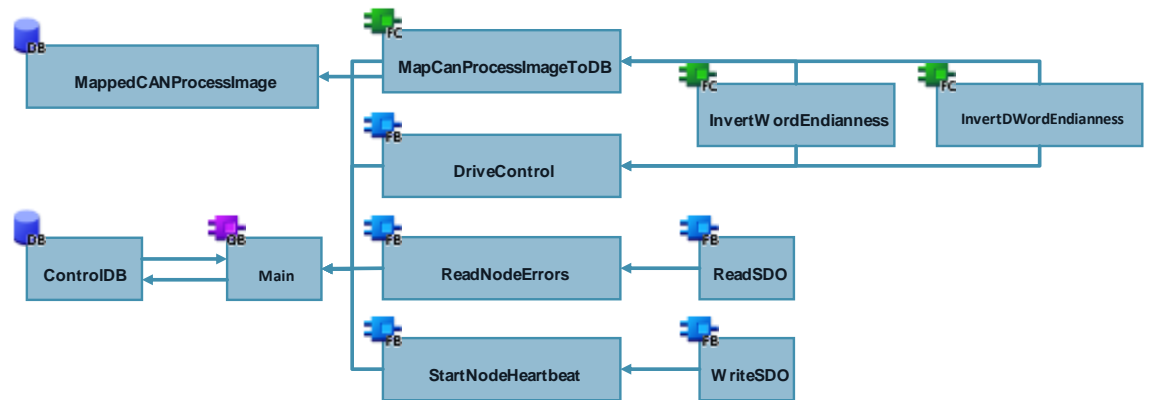 DB
MappedCANProcessImage
FC
MapCanProcessImageToDB
FC
InvertWordEndianness
FC
InvertDWordEndianness
FB
DriveControl
DB
ControlDB
OB
Main
FB
ReadNodeErrors
FB
ReadSDO
FB
StartNodeHeartbeat
FB
WriteSDO